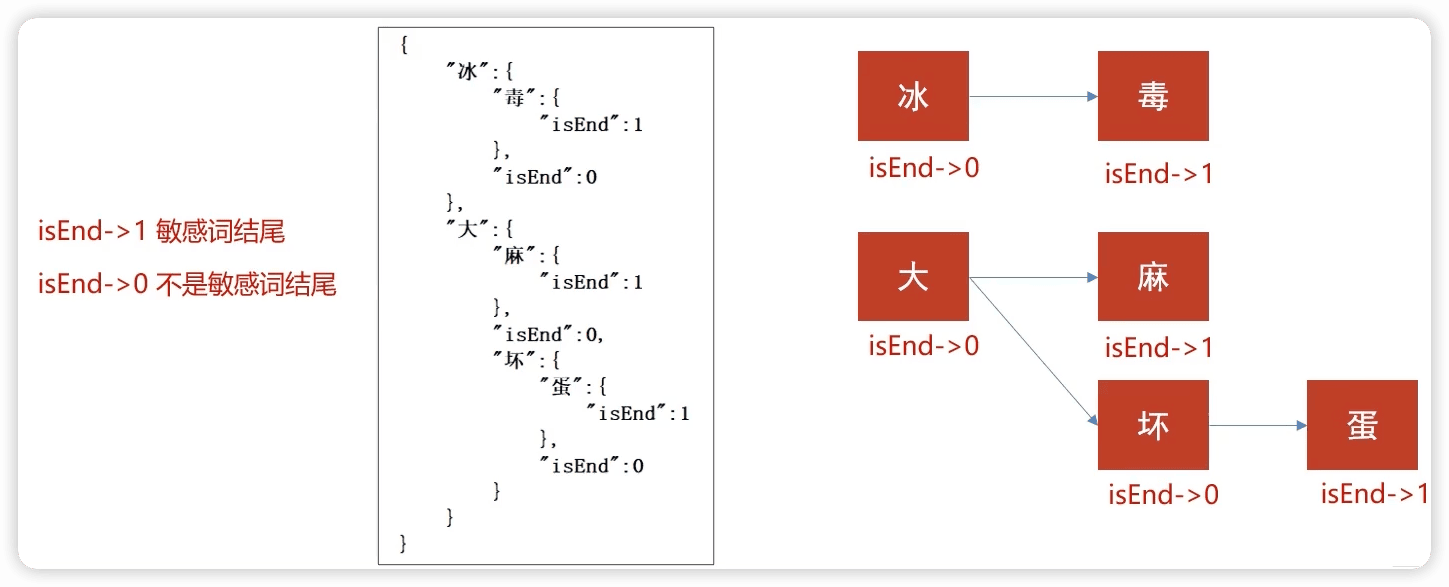 isEnd->1 敏感词结尾
isEnd->0 不是敏感词结尾
{
"冰":{
"毒":{
"isEnd":1
},
"isEnd":0
},
"大":{
"麻":{
"isEnd":1
},
"isEnd":0,
"坏":{
"蛋":{
"isEnd":1
},
"isEnd":0
}
}
}
冰
毒
isEnd->0
isEnd->1
大
麻
isEnd->0
isEnd->1
坏
蛋
isEnd->0
isEnd->1